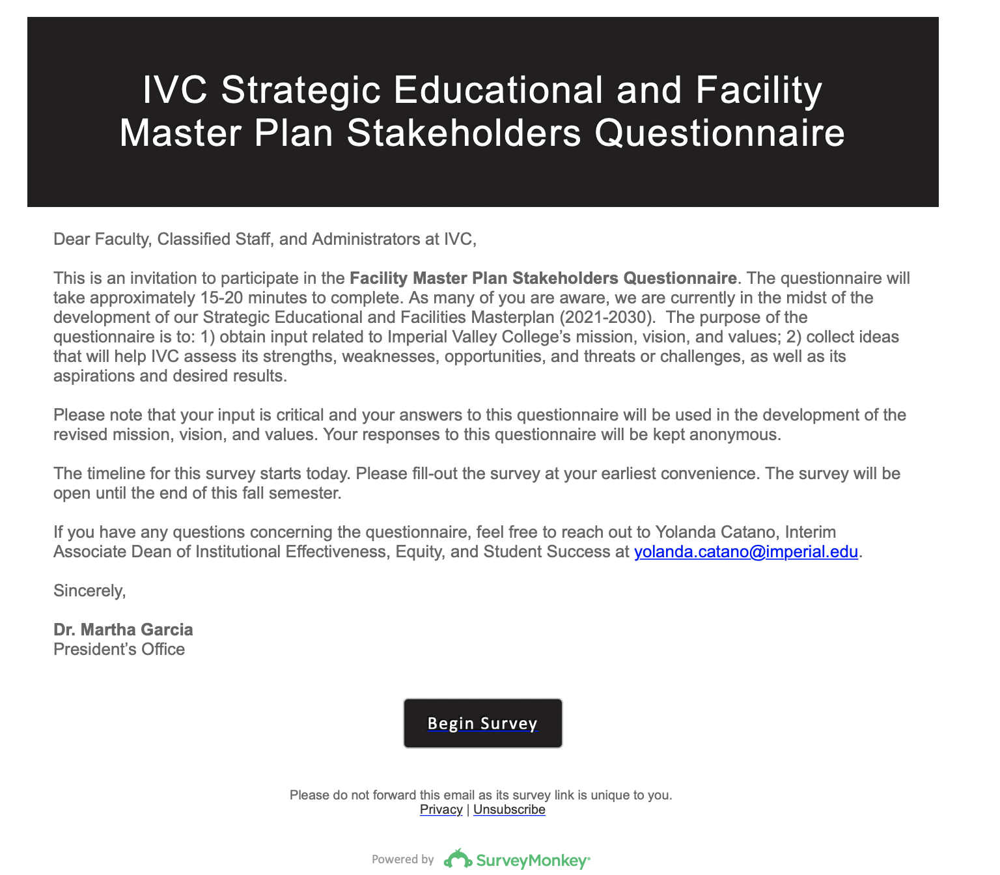 IVC Strategic Educational and Facility
Master Plan Stakeholders Questionnaire
Dear Faculty, Classified Staff, and Administrators at IVC,
This is an invitation to participate in the Facility Master Plan Stakeholders Questionnaire. The questionnaire will
take approximately 15-20 minutes to complete. As many of you are aware, we are currently in the midst of the
development of our Strategic Educational and Facilities Masterplan (2021-2030).  The purpose of the
questionnaire is to: 1) obtain input related to Imperial Valley College’s mission, vision, and values; 2) collect ideas
that will help IVC assess its strengths, weaknesses, opportunities, and threats or challenges, as well as its
aspirations and desired results.
Please note that your input is critical and your answers to this questionnaire will be used in the development of the
revised mission, vision, and values. Your responses to this questionnaire will be kept anonymous.
The timeline for this survey starts today. Please fill-out the survey at your earliest convenience. The survey will be
open until the end of this fall semester.
If you have any questions concerning the questionnaire, feel free to reach out to Yolanda Catano, Interim
Associate Dean of Institutional Effectiveness, Equity, and Student Success at yolanda.catano@imperial.edu.
Sincerely,
Dr. Martha Garcia
President’s Office
Begin Survey
Please do not forward this email as its survey link is unique to you.
Privacy | Unsubscribe
Powered by SurveyMonkey®